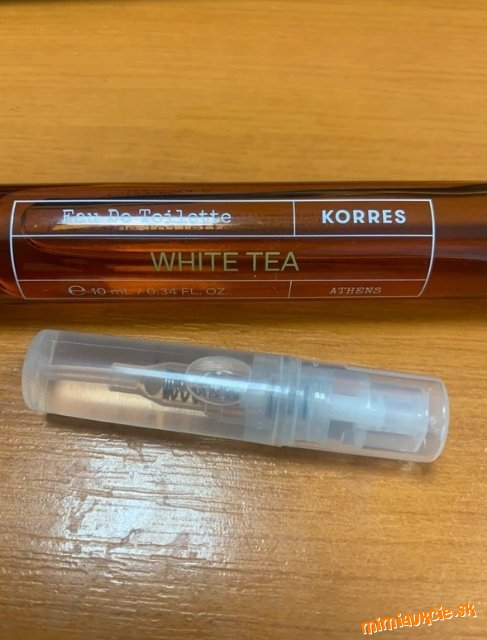 Eau De Toilette
KORRES
WHITE TEA
℮ 10 mL / 0.34 FL. OZ.
ATHENS
mimiaukcie.sk